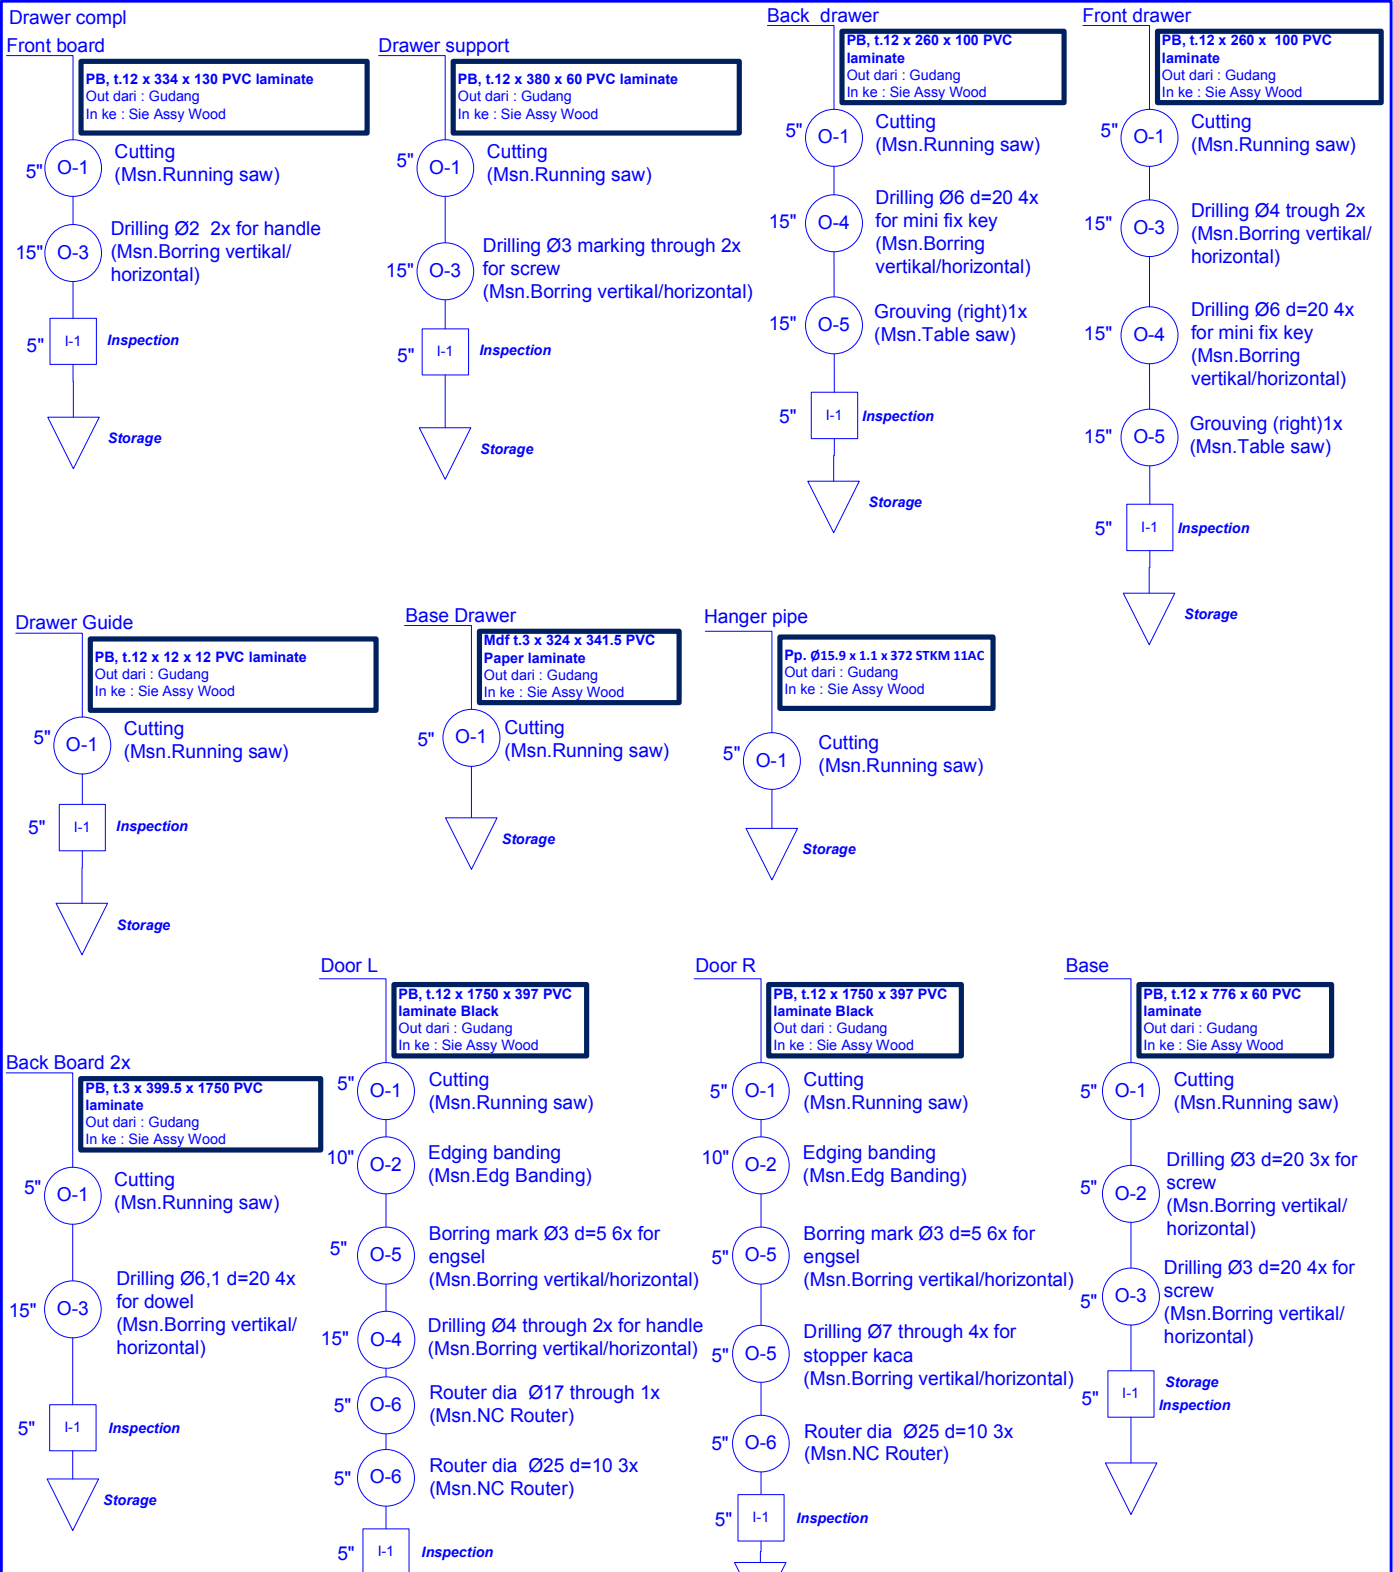 Drawer compl
Front board
PB, t.12 x 334 x 130 PVC laminate
Out dari : Gudang
In ke : Sie Assy Wood
5"
O-1
Cutting
(Msn.Running saw)
15"
O-3
Drilling Ø2  2x for handle
(Msn.Borring vertikal/
horizontal)
5"
I-1
Inspection
Storage
Drawer support
PB, t.12 x 380 x 60 PVC laminate
Out dari : Gudang
In ke : Sie Assy Wood
5"
O-1
Cutting
(Msn.Running saw)
15"
O-3
Drilling Ø3 marking through 2x
for screw
(Msn.Borring vertikal/horizontal)
5"
I-1
Inspection
Storage
Back  drawer
PB, t.12 x 260 x 100 PVC
laminate
Out dari : Gudang
In ke : Sie Assy Wood
5"
O-1
Cutting
(Msn.Running saw)
15"
O-4
Drilling Ø6 d=20 4x
for mini fix key
(Msn.Borring
vertikal/horizontal)
15"
O-5
Grouving (right)1x
(Msn.Table saw)
5"
I-1
Inspection
Storage
Front drawer
PB, t.12 x 260 x  100 PVC
laminate
Out dari : Gudang
In ke : Sie Assy Wood
5"
O-1
Cutting
(Msn.Running saw)
15"
O-3
Drilling Ø4 trough 2x
(Msn.Borring vertikal/
horizontal)
15"
O-4
Drilling Ø6 d=20 4x
for mini fix key
(Msn.Borring
vertikal/horizontal)
15"
O-5
Grouving (right)1x
(Msn.Table saw)
5"
I-1
Inspection
Storage
Drawer Guide
PB, t.12 x 12 x 12 PVC laminate
Out dari : Gudang
In ke : Sie Assy Wood
5"
O-1
Cutting
(Msn.Running saw)
5"
I-1
Inspection
Storage
Base Drawer
Mdf t.3 x 324 x 341.5 PVC
Paper laminate
Out dari : Gudang
In ke : Sie Assy Wood
5"
O-1
Cutting
(Msn.Running saw)
Storage
Hanger pipe
Pp. Ø15.9 x 1.1 x 372 STKM 11AC
Out dari : Gudang
In ke : Sie Assy Wood
5"
O-1
Cutting
(Msn.Running saw)
Storage
Back Board 2x
PB, t.3 x 399.5 x 1750 PVC
laminate
Out dari : Gudang
In ke : Sie Assy Wood
5"
O-1
Cutting
(Msn.Running saw)
15"
O-3
Drilling Ø6,1 d=20 4x
for dowel
(Msn.Borring vertikal/
horizontal)
5"
I-1
Inspection
Storage
Door L
PB, t.12 x 1750 x 397 PVC
laminate Black
Out dari : Gudang
In ke : Sie Assy Wood
5"
O-1
Cutting
(Msn.Running saw)
10"
O-2
Edging banding
(Msn.Edg Banding)
5"
O-5
Borring mark Ø3 d=5 6x for
engsel
(Msn.Borring vertikal/horizontal)
15"
O-4
Drilling Ø4 through 2x for handle
(Msn.Borring vertikal/horizontal)
5"
O-6
Router dia  Ø17 through 1x
(Msn.NC Router)
5"
O-6
Router dia  Ø25 d=10 3x
(Msn.NC Router)
5"
I-1
Inspection
Door R
PB, t.12 x 1750 x 397 PVC
laminate Black
Out dari : Gudang
In ke : Sie Assy Wood
5"
O-1
Cutting
(Msn.Running saw)
10"
O-2
Edging banding
(Msn.Edg Banding)
5"
O-5
Borring mark Ø3 d=5 6x for
engsel
(Msn.Borring vertikal/horizontal)
5"
O-5
Drilling Ø7 through 4x for
stopper kaca
(Msn.Borring vertikal/horizontal)
5"
O-6
Router dia  Ø25 d=10 3x
(Msn.NC Router)
5"
I-1
Inspection
Base
PB, t.12 x 776 x 60 PVC
laminate
Out dari : Gudang
In ke : Sie Assy Wood
5"
O-1
Cutting
(Msn.Running saw)
5"
O-2
Drilling Ø3 d=20 3x for
screw
(Msn.Borring vertikal/
horizontal)
5"
O-3
Drilling Ø3 d=20 4x for
screw
(Msn.Borring vertikal/
horizontal)
5"
I-1
Storage
Inspection